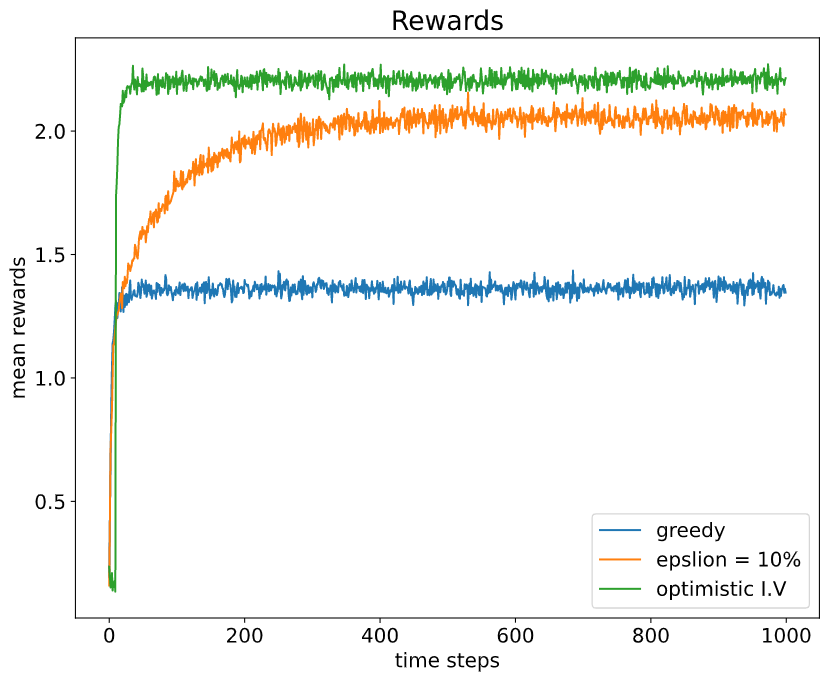 Rewards
mean rewards
2.0
1.5
1.0
0.5
greedy
epslion = 10%
optimistic I.V
0 200 400 600 800 1000
time steps